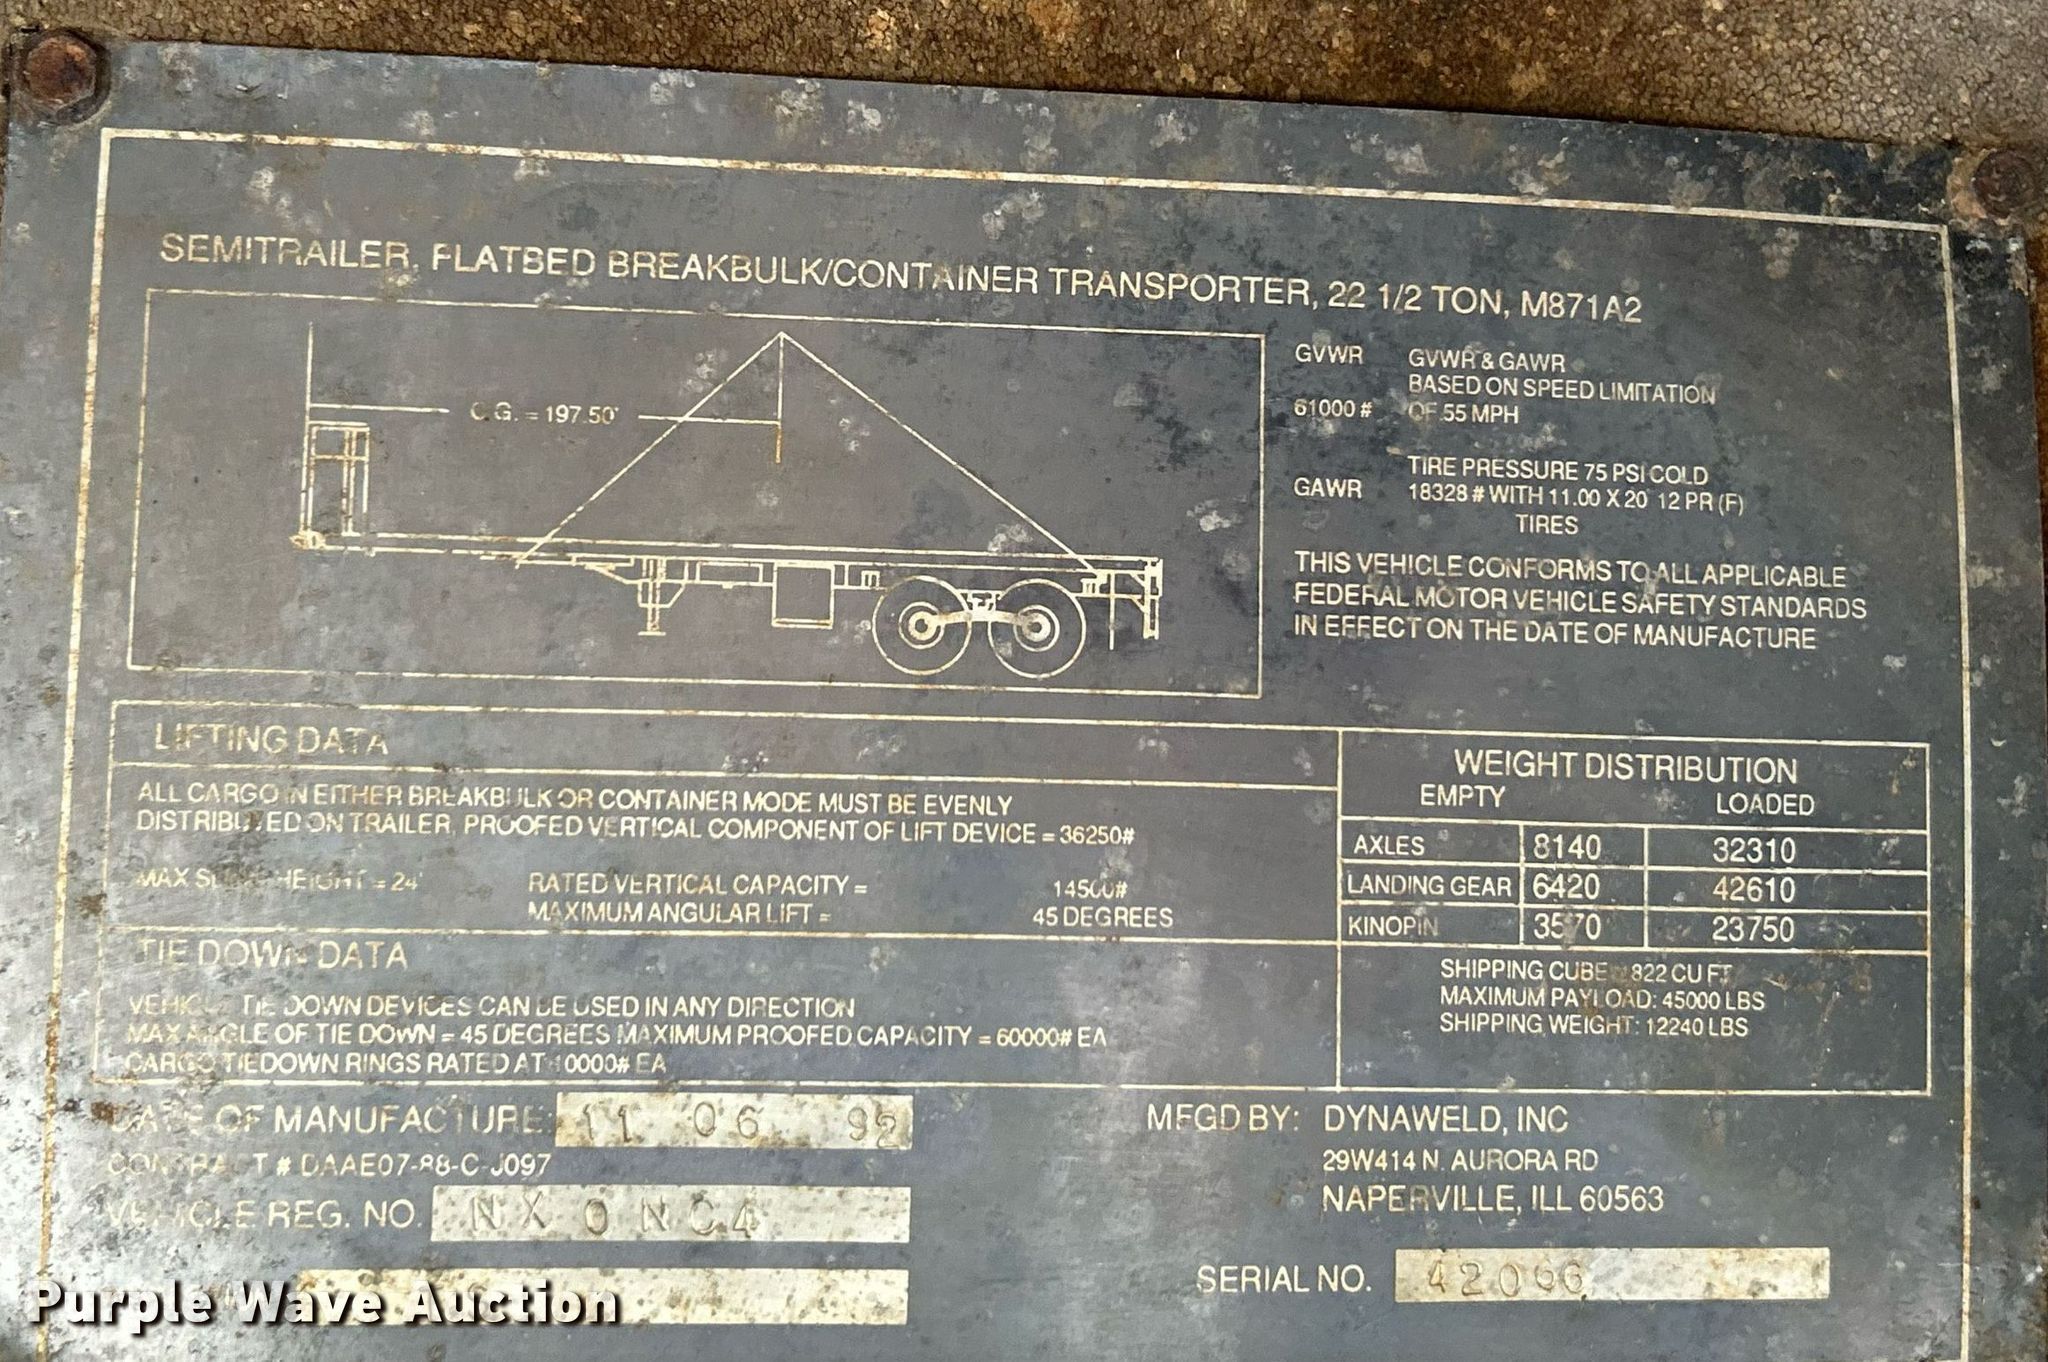 SEMITRAILER, FLATBED BREAKBULK/CONTAINER TRANSPORTER, 22 1/2 TON, M871A2
C.G. = 197.50'
GVWR GVWR & GAWR
BASED ON SPEED LIMITATION
61000 # OF 55 MPH
TIRE PRESSURE 75 PSI COLD
GAWR 18328 # WITH 11.00 X 20 12 PR (F)
TIRES
THIS VEHICLE CONFORMS TO ALL APPLICABLE
FEDERAL MOTOR VEHICLE SAFETY STANDARDS
IN EFFECT ON THE DATE OF MANUFACTURE
LIFTING DATA
ALL CARGO IN EITHER BREAKBULK OR CONTAINER MODE MUST BE EVENLY
DISTRIBUTED ON TRAILER, PROOFED VERTICAL COMPONENT OF LIFT DEVICE = 36250#
MAX SLING HEIGHT = 24' RATED VERTICAL CAPACITY = 14500#
MAXIMUM ANGULAR LIFT = 45 DEGREES
WEIGHT DISTRIBUTION
EMPTY LOADED
AXLES 8140 32310
LANDING GEAR 6420 42610
KINOPIN 3570 23750
SHIPPING CUBE 822 CU FT
MAXIMUM PAYLOAD: 45000 LBS
SHIPPING WEIGHT: 12240 LBS
TIE DOWN DATA
VEHICLE TIE DOWN DEVICES CAN BE USED IN ANY DIRECTION
MAX ANGLE OF TIE DOWN = 45 DEGREES MAXIMUM PROOFED CAPACITY = 60000# EA
CARGO TIEDOWN RINGS RATED AT 10000# EA
DATE OF MANUFACTURE: 11 06 92
CONTRACT # DAAE07-88-C-J097
VEHICLE REG. NO. NX0NC4
MFGD BY: DYNAWELD, INC
29W414 N. AURORA RD
NAPERVILLE, ILL 60563
SERIAL NO. 42066
Purple Wave Auction